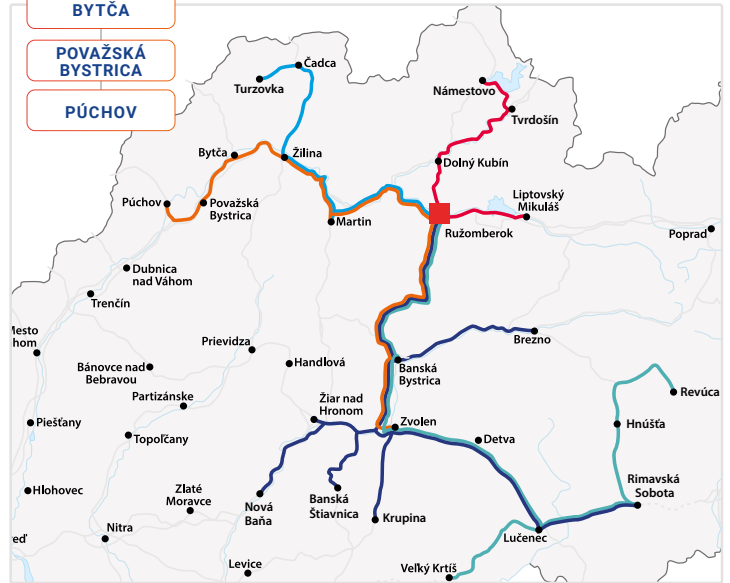 BYTČA
POVAŽSKÁ
BYSTRICA
PÚCHOV
Čadca
Turzovka
Námestovo
Tvrdošín
Bytča
Žilina
Dolný Kubín
Púchov
Považská
Bystrica
Martin
Liptovský
Mikuláš
Ružomberok
Poprad
Dubnica
nad Váhom
Trenčín
Prievidza
Handlová
Banská
Bystrica
Brezno
Bánovce nad
Bebravou
Partizánske
Žiar nad
Hronom
Zvolen
Detva
Revúca
Hnúšťa
Piešťany
Topoľčany
Hlohovec
Zlaté
Moravce
Nová
Baňa
Banská
Štiavnica
Krupina
Rimavská
Sobota
Lučenec
Nitra
Levice
Veľký Krtíš